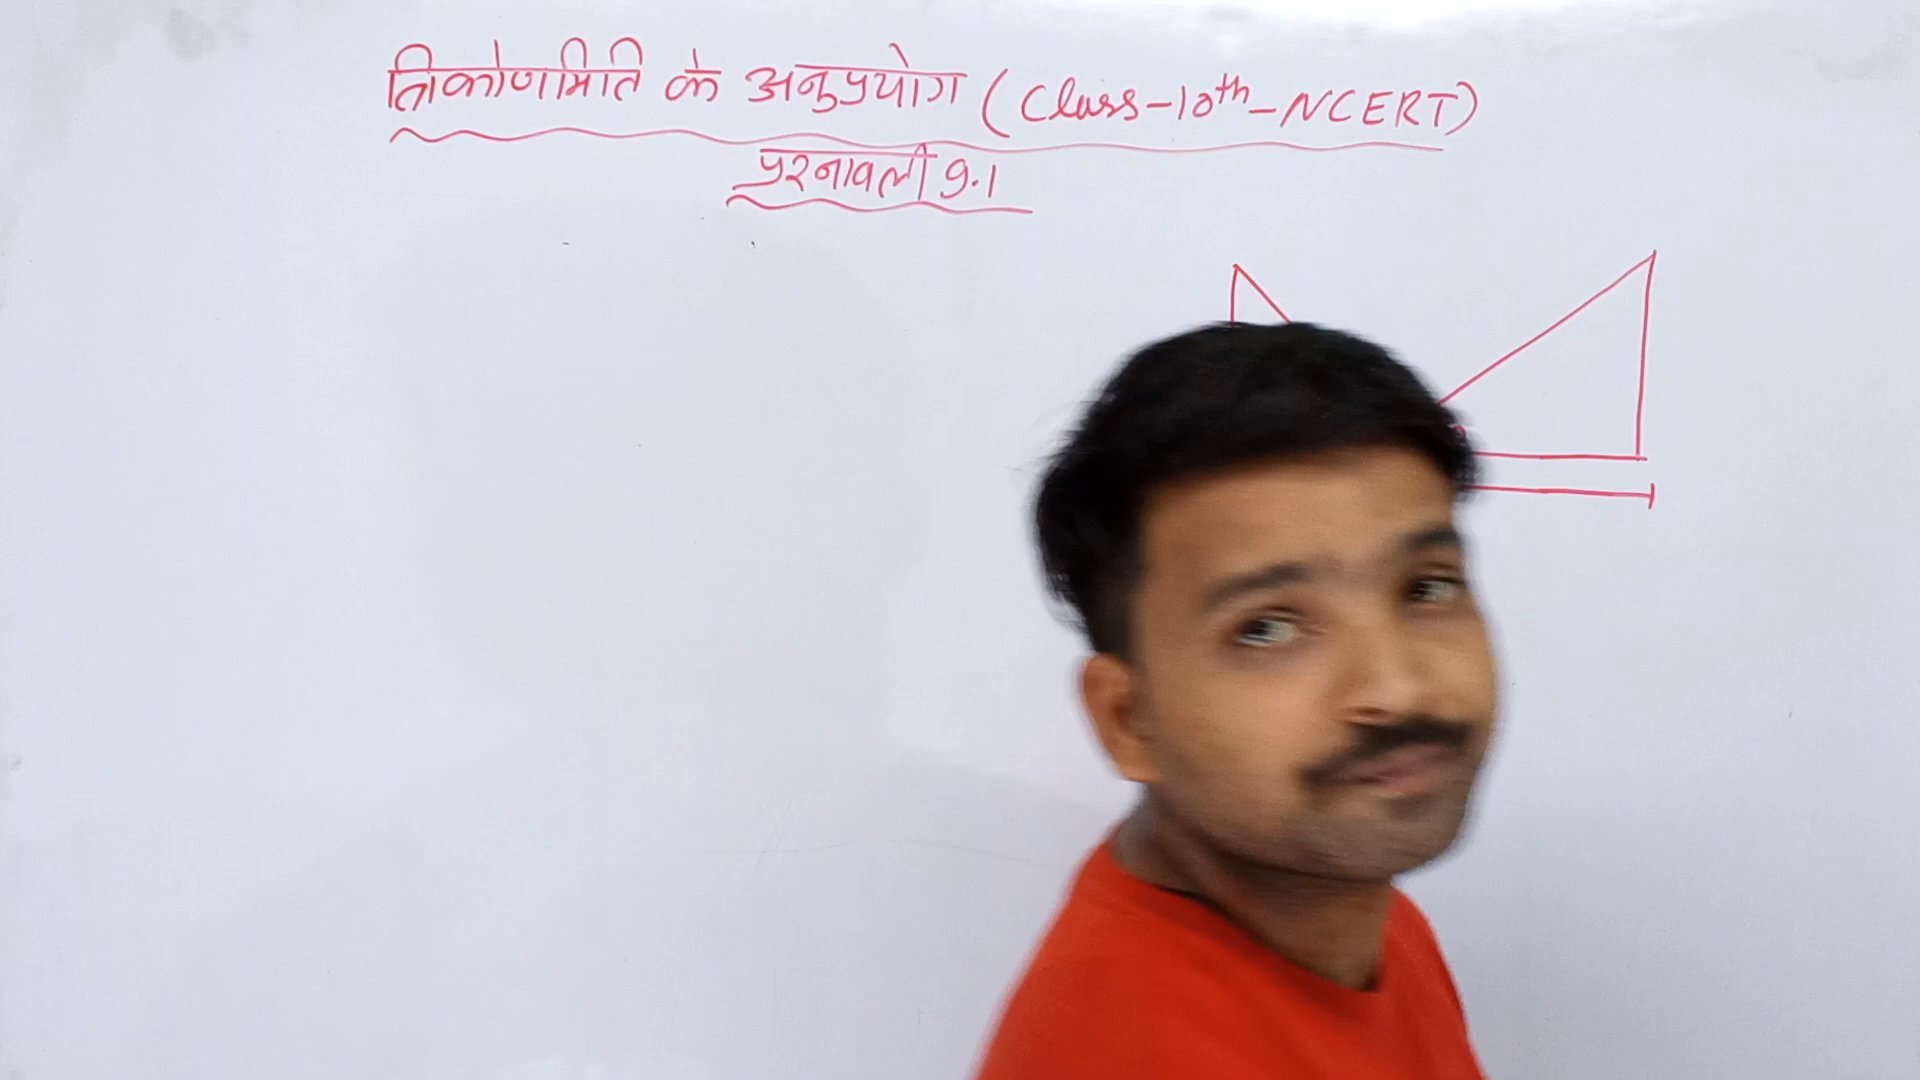 त्रिकोणमिति के अनुप्रयोग (Class-10th-NCERT)
प्रश्नावली 9.1